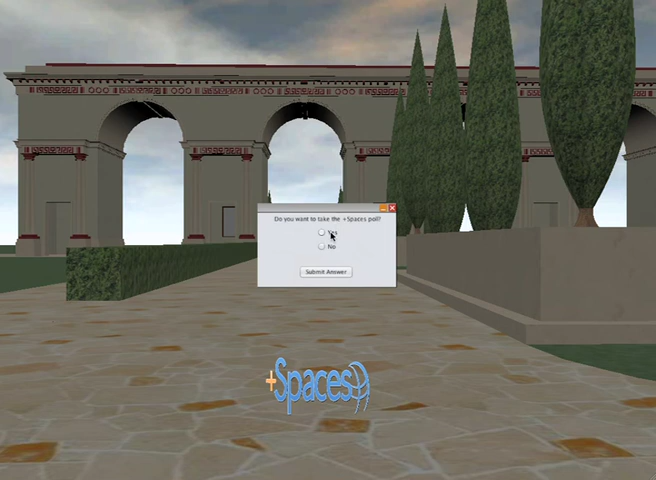 Do you want to take the +Spaces poll?
Yes
No
Submit Answer
+Spaces